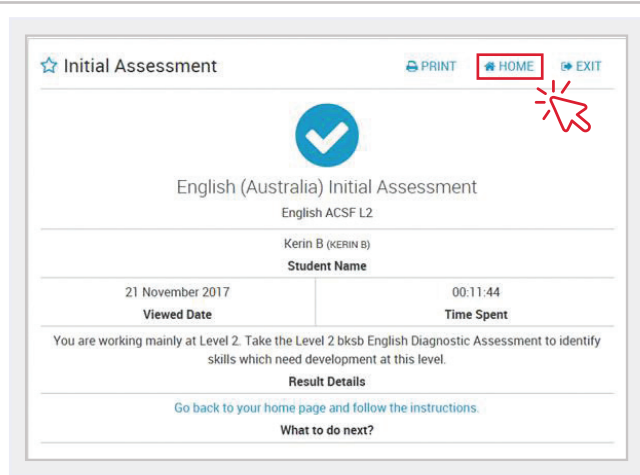 Initial Assessment PRINT HOME EXIT
English (Australia) Initial Assessment
English ACSF L2
Kerin B (KERIN B)
Student Name
21 November 2017 00:11:44
Viewed Date Time Spent
You are working mainly at Level 2. Take the Level 2 bksb English Diagnostic Assessment to identify
skills which need development at this level.
Result Details
Go back to your home page and follow the instructions.
What to do next?